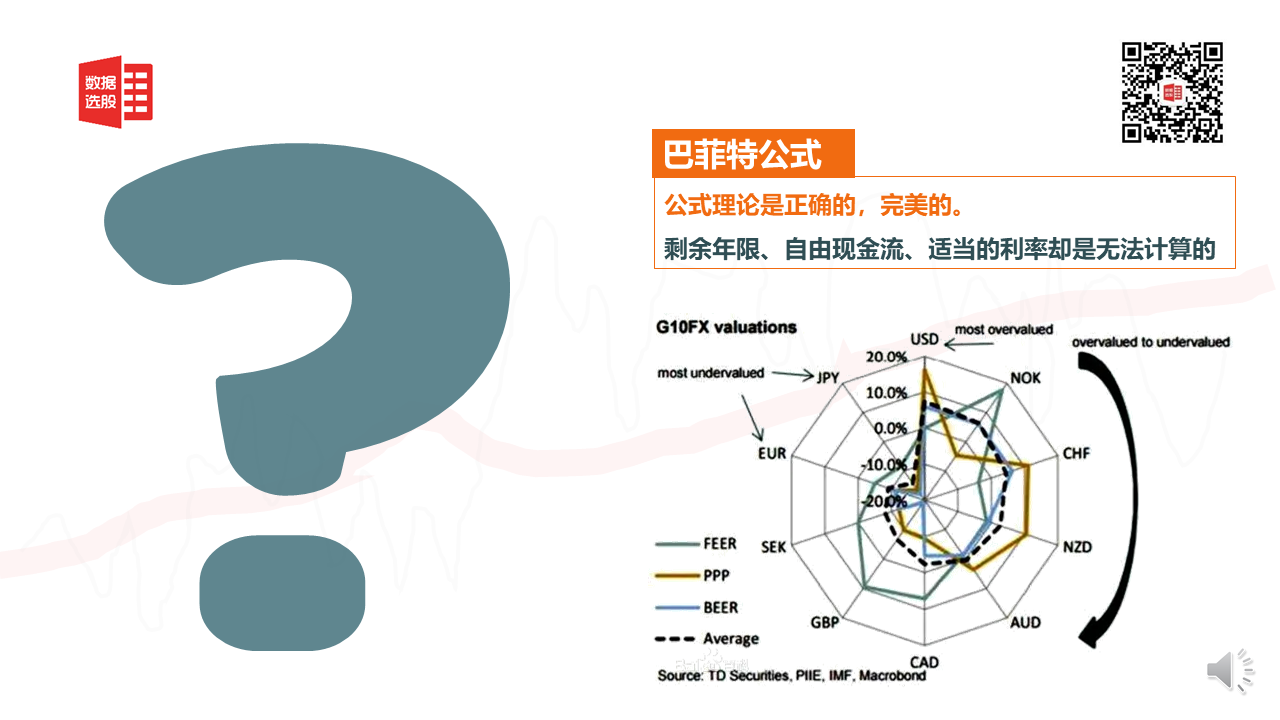 数据
选股
巴菲特公式
公式理论是正确的，完美的。
剩余年限、自由现金流、适当的利率却是无法计算的
G10FX valuations
most overvalued
overvalued to undervalued
most undervalued
USD
20.0%
10.0%
0.0%
-10.0%
-20.0%
JPY
NOK
EUR
CHF
SEK
NZD
GBP
AUD
CAD
FEER
PPP
BEER
Average
Source: TD Securities, PIIE, IMF, Macrobond